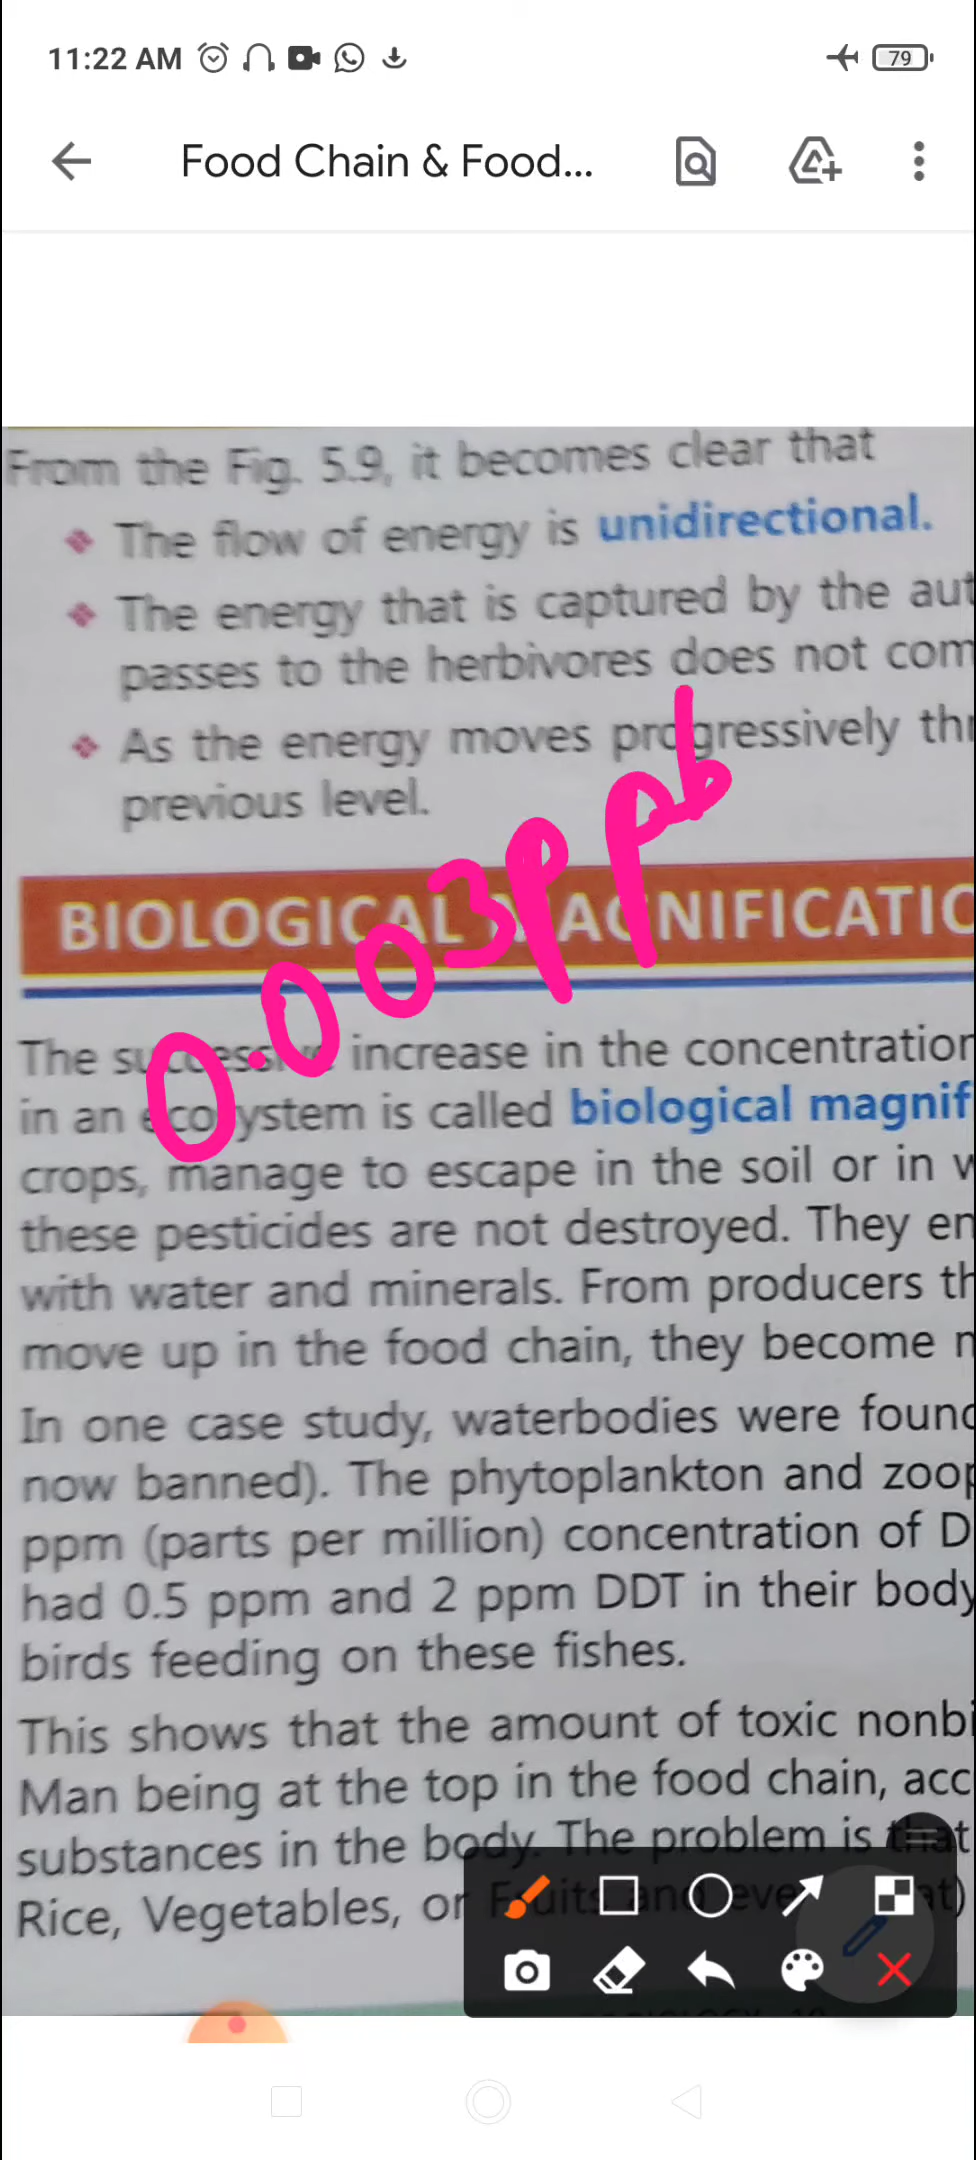 11:22 AM
79
Food Chain & Food...
From the Fig. 5.9, it becomes clear that
The flow of energy is unidirectional.
The energy that is captured by the aut
passes to the herbivores does not com
As the energy moves progressively thr
previous level.
0.003ppb
BIOLOGICAL MAGNIFICATIO
The successive increase in the concentration
in an ecosystem is called biological magnif
crops, manage to escape in the soil or in w
these pesticides are not destroyed. They en
with water and minerals. From producers th
move up in the food chain, they become m
In one case study, waterbodies were found
now banned). The phytoplankton and zoop
ppm (parts per million) concentration of D
had 0.5 ppm and 2 ppm DDT in their body
birds feeding on these fishes.
This shows that the amount of toxic nonbi
Man being at the top in the food chain, acc
substances in the body. The problem is that
Rice, Vegetables, or Fruits and even